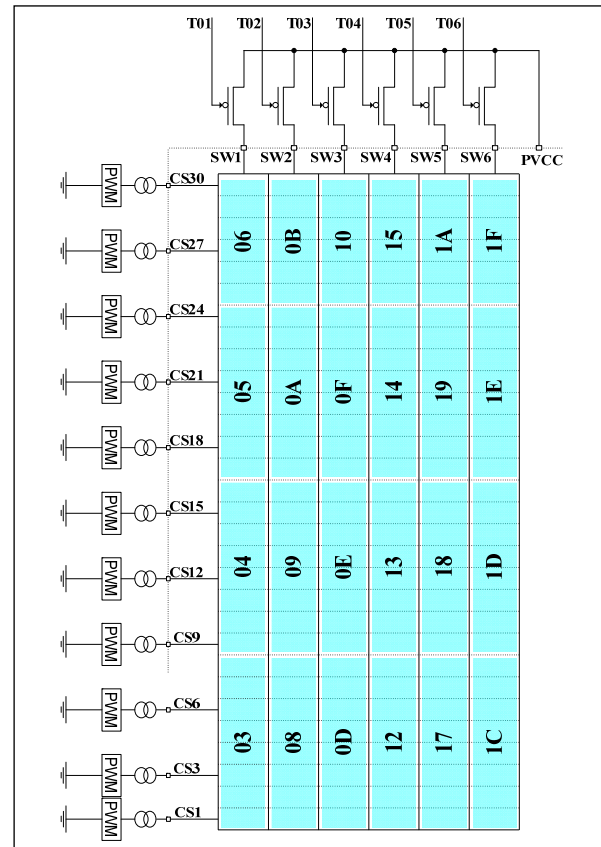 T01 T02 T03 T04 T05 T06
SW1 SW2 SW3 SW4 SW5 SW6 PVCC
PWM CS30
06 0B 10 15 1A 1F
PWM CS27
PWM CS24
PWM CS21
05 0A 0F 14 19 1E
PWM CS18
PWM CS15
PWM CS12
04 09 0E 13 18 1D
PWM CS9
PWM CS6
03 08 0D 12 17 1C
PWM CS3
PWM CS1